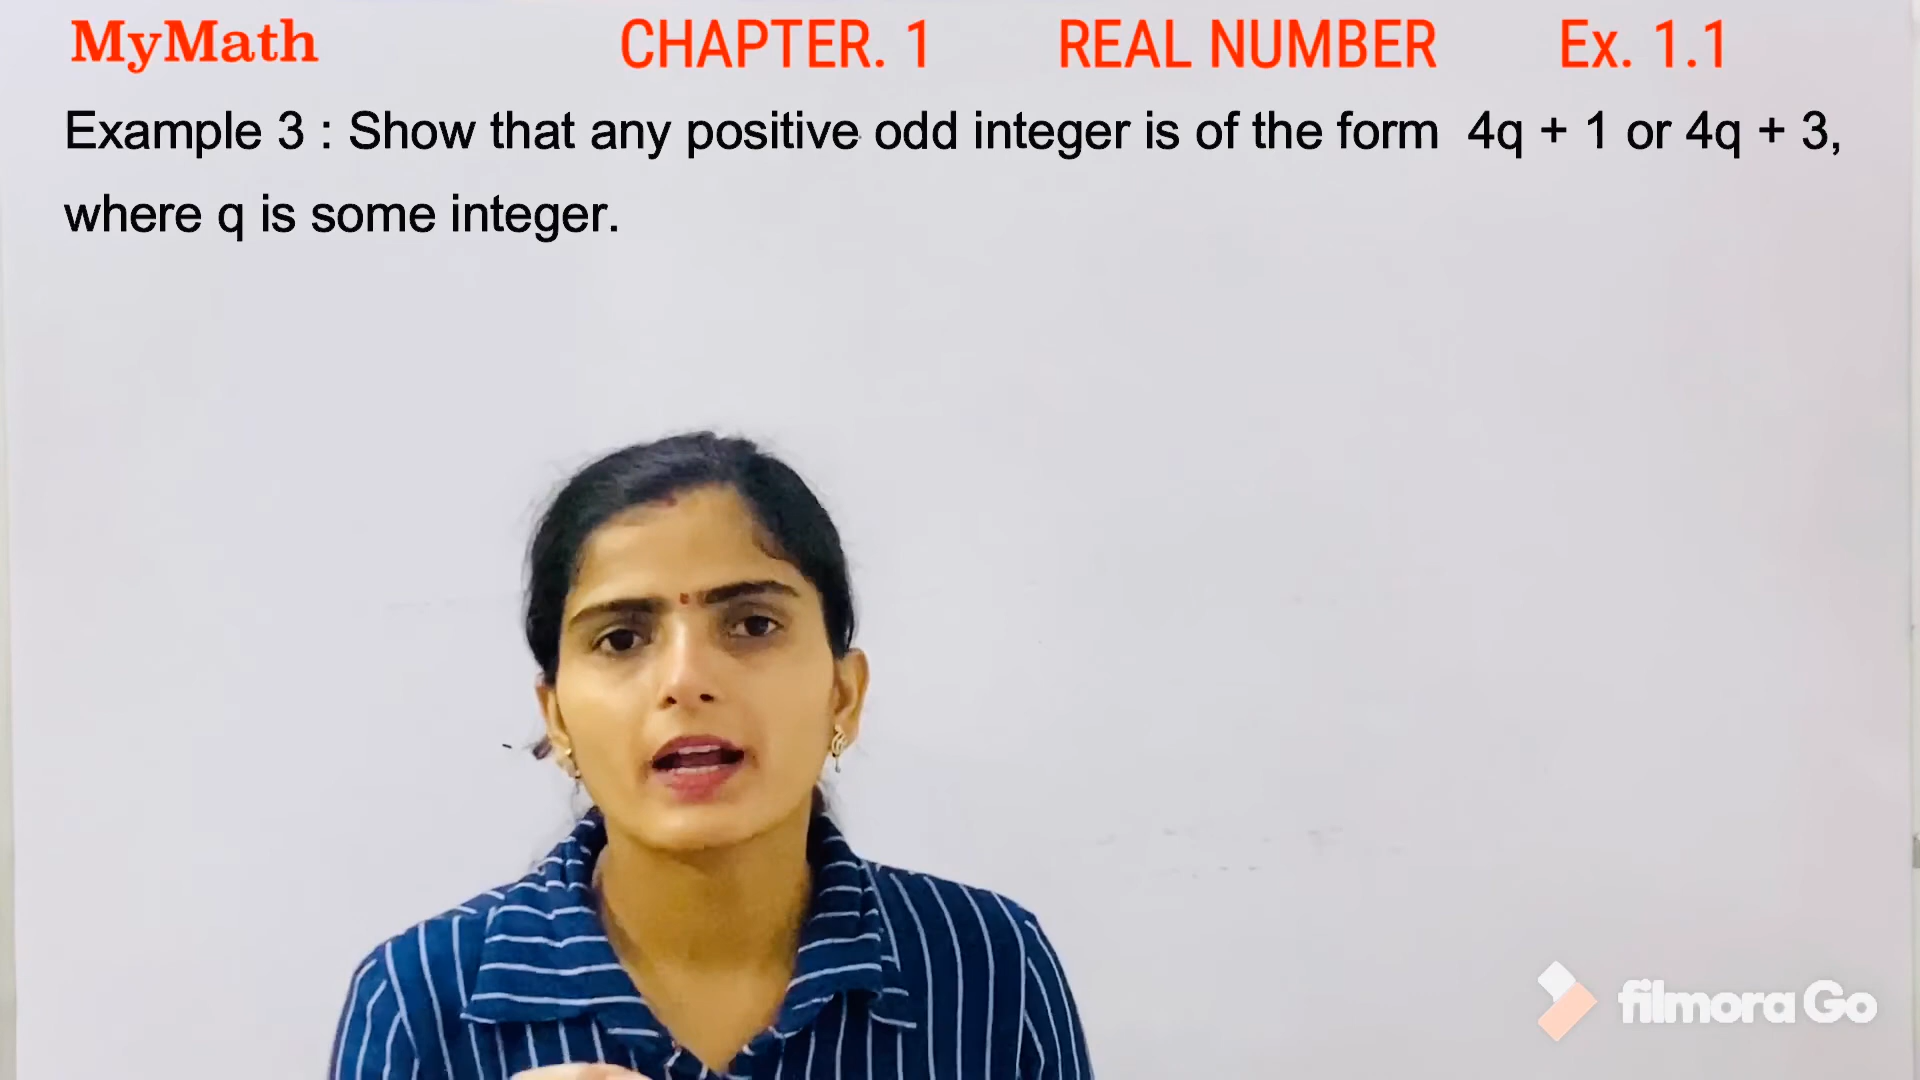 MyMath CHAPTER. 1 REAL NUMBER Ex. 1.1
Example 3 : Show that any positive odd integer is of the form 4q + 1 or 4q + 3,
where q is some integer.
filmora Go